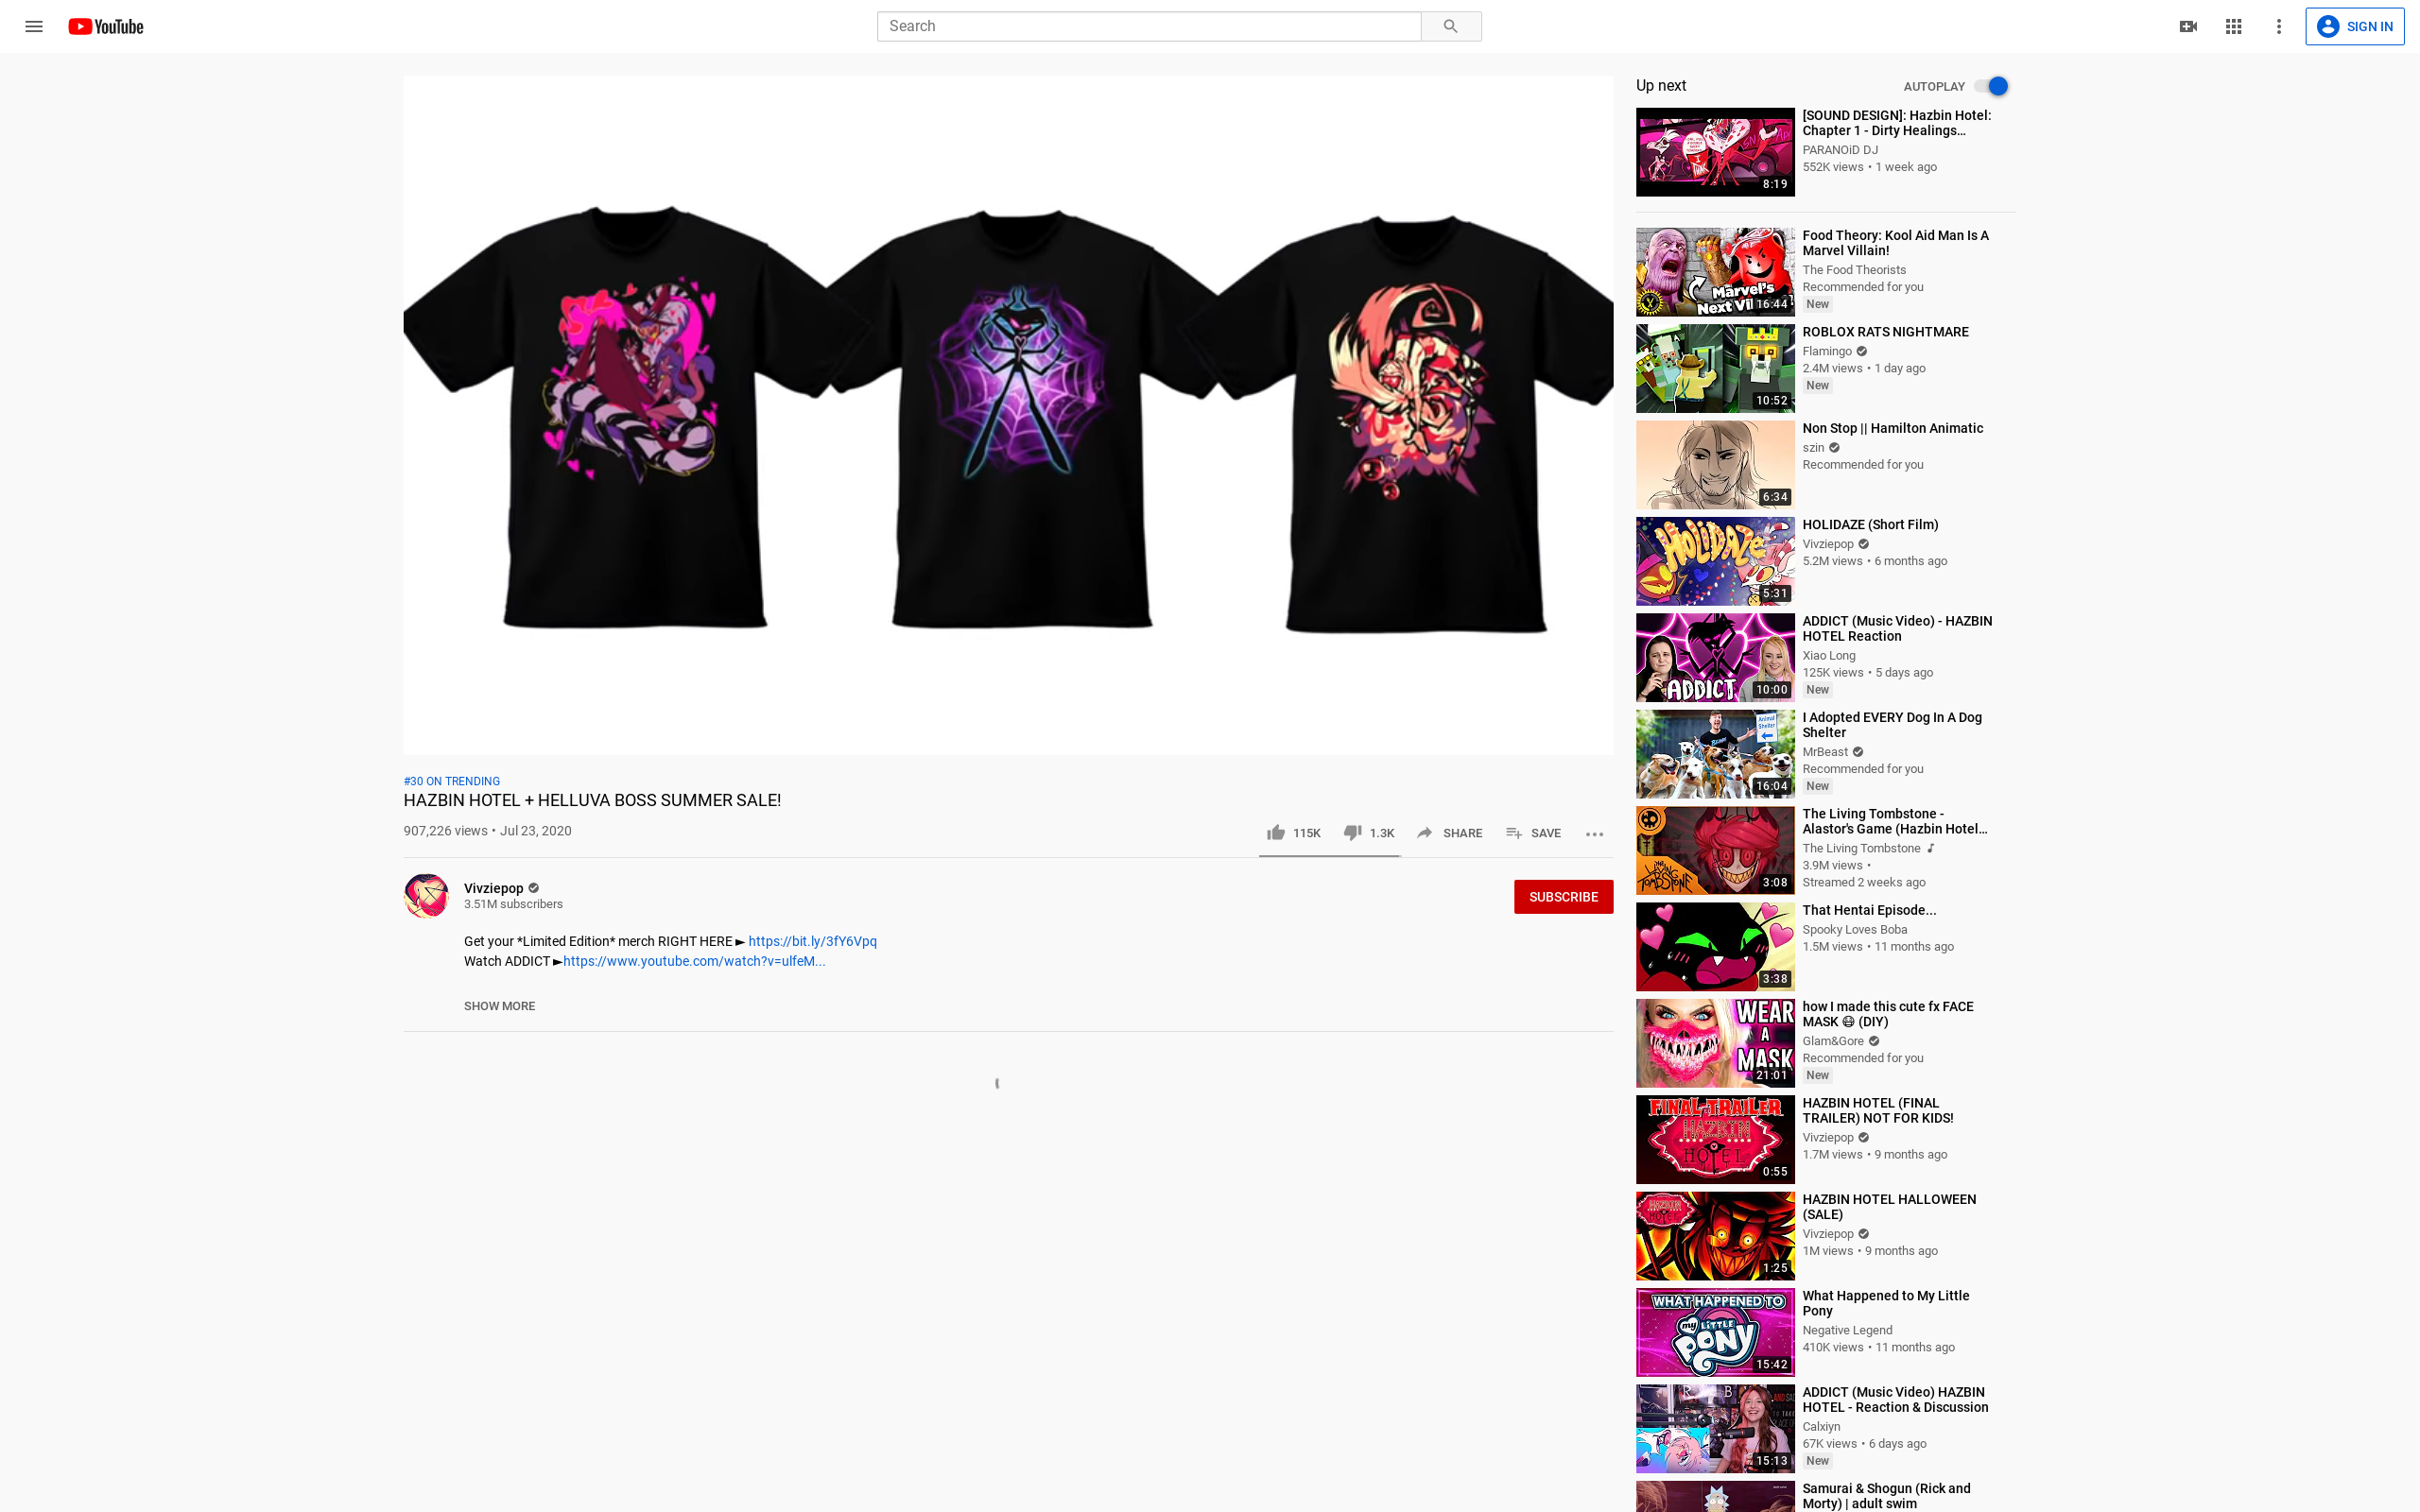 YouTube
Search
SIGN IN
#30 ON TRENDING
HAZBIN HOTEL + HELLUVA BOSS SUMMER SALE!
907,226 views • Jul 23, 2020
115K
1.3K
SHARE
SAVE
Vivziepop
3.51M subscribers
SUBSCRIBE
Get your *Limited Edition* merch RIGHT HERE ► https://bit.ly/3fY6Vpq
Watch ADDICT ►https://www.youtube.com/watch?v=ulfeM...
SHOW MORE
Up next
AUTOPLAY
8:19
[SOUND DESIGN]: Hazbin Hotel:
Chapter 1 - Dirty Healings…
PARANOiD DJ
552K views • 1 week ago
Marvel's
Next
16:44
Food Theory: Kool Aid Man Is A
Marvel Villain!
The Food Theorists
Recommended for you
New
10:52
ROBLOX RATS NIGHTMARE
Flamingo
2.4M views • 1 day ago
New
6:34
Non Stop || Hamilton Animatic
szin
Recommended for you
HOLIDAZE
5:31
HOLIDAZE (Short Film)
Vivziepop
5.2M views • 6 months ago
ADDICT
10:00
ADDICT (Music Video) - HAZBIN
HOTEL Reaction
Xiao Long
125K views • 5 days ago
New
Animal
Shelter
16:04
I Adopted EVERY Dog In A Dog
Shelter
MrBeast
Recommended for you
New
LIVING
TOMBSTONE
3:08
The Living Tombstone -
Alastor's Game (Hazbin Hotel…
The Living Tombstone
3.9M views •
Streamed 2 weeks ago
3:38
That Hentai Episode...
Spooky Loves Boba
1.5M views • 11 months ago
WEAR
A
MASK
21:01
how I made this cute fx FACE
MASK 😷 (DIY)
Glam&Gore
Recommended for you
New
FINAL TRAILER
HAZBIN
HOTEL
0:55
HAZBIN HOTEL (FINAL
TRAILER) NOT FOR KIDS!
Vivziepop
1.7M views • 9 months ago
HAZBIN
HOTEL
1:25
HAZBIN HOTEL HALLOWEEN
(SALE)
Vivziepop
1M views • 9 months ago
WHAT HAPPENED TO
my LITTLE
PONY
15:42
What Happened to My Little
Pony
Negative Legend
410K views • 11 months ago
15:13
ADDICT (Music Video) HAZBIN
HOTEL - Reaction & Discussion
Calxiyn
67K views • 6 days ago
New
Samurai & Shogun (Rick and
Morty) | adult swim